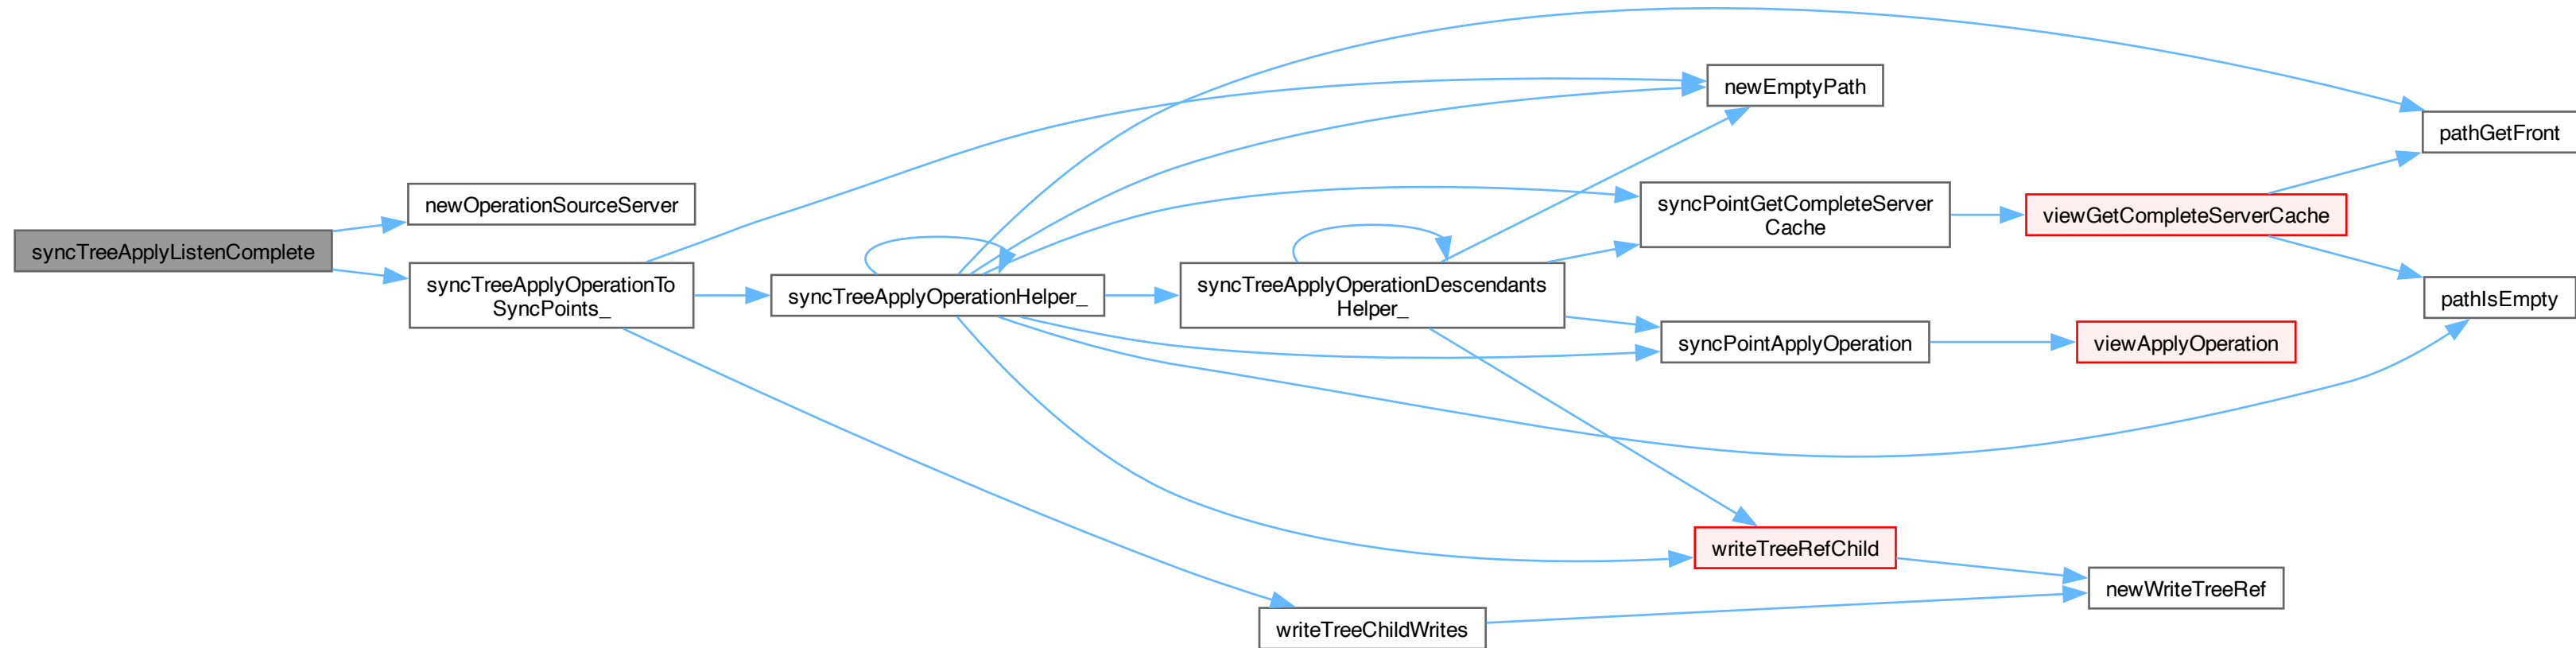 syncTreeApplyListenComplete
newOperationSourceServer
syncTreeApplyOperationTo
SyncPoints_
syncTreeApplyOperationHelper_
syncTreeApplyOperationDescendants
Helper_
newEmptyPath
syncPointGetCompleteServer
Cache
syncPointApplyOperation
writeTreeRefChild
writeTreeChildWrites
viewGetCompleteServerCache
viewApplyOperation
newWriteTreeRef
pathGetFront
pathIsEmpty